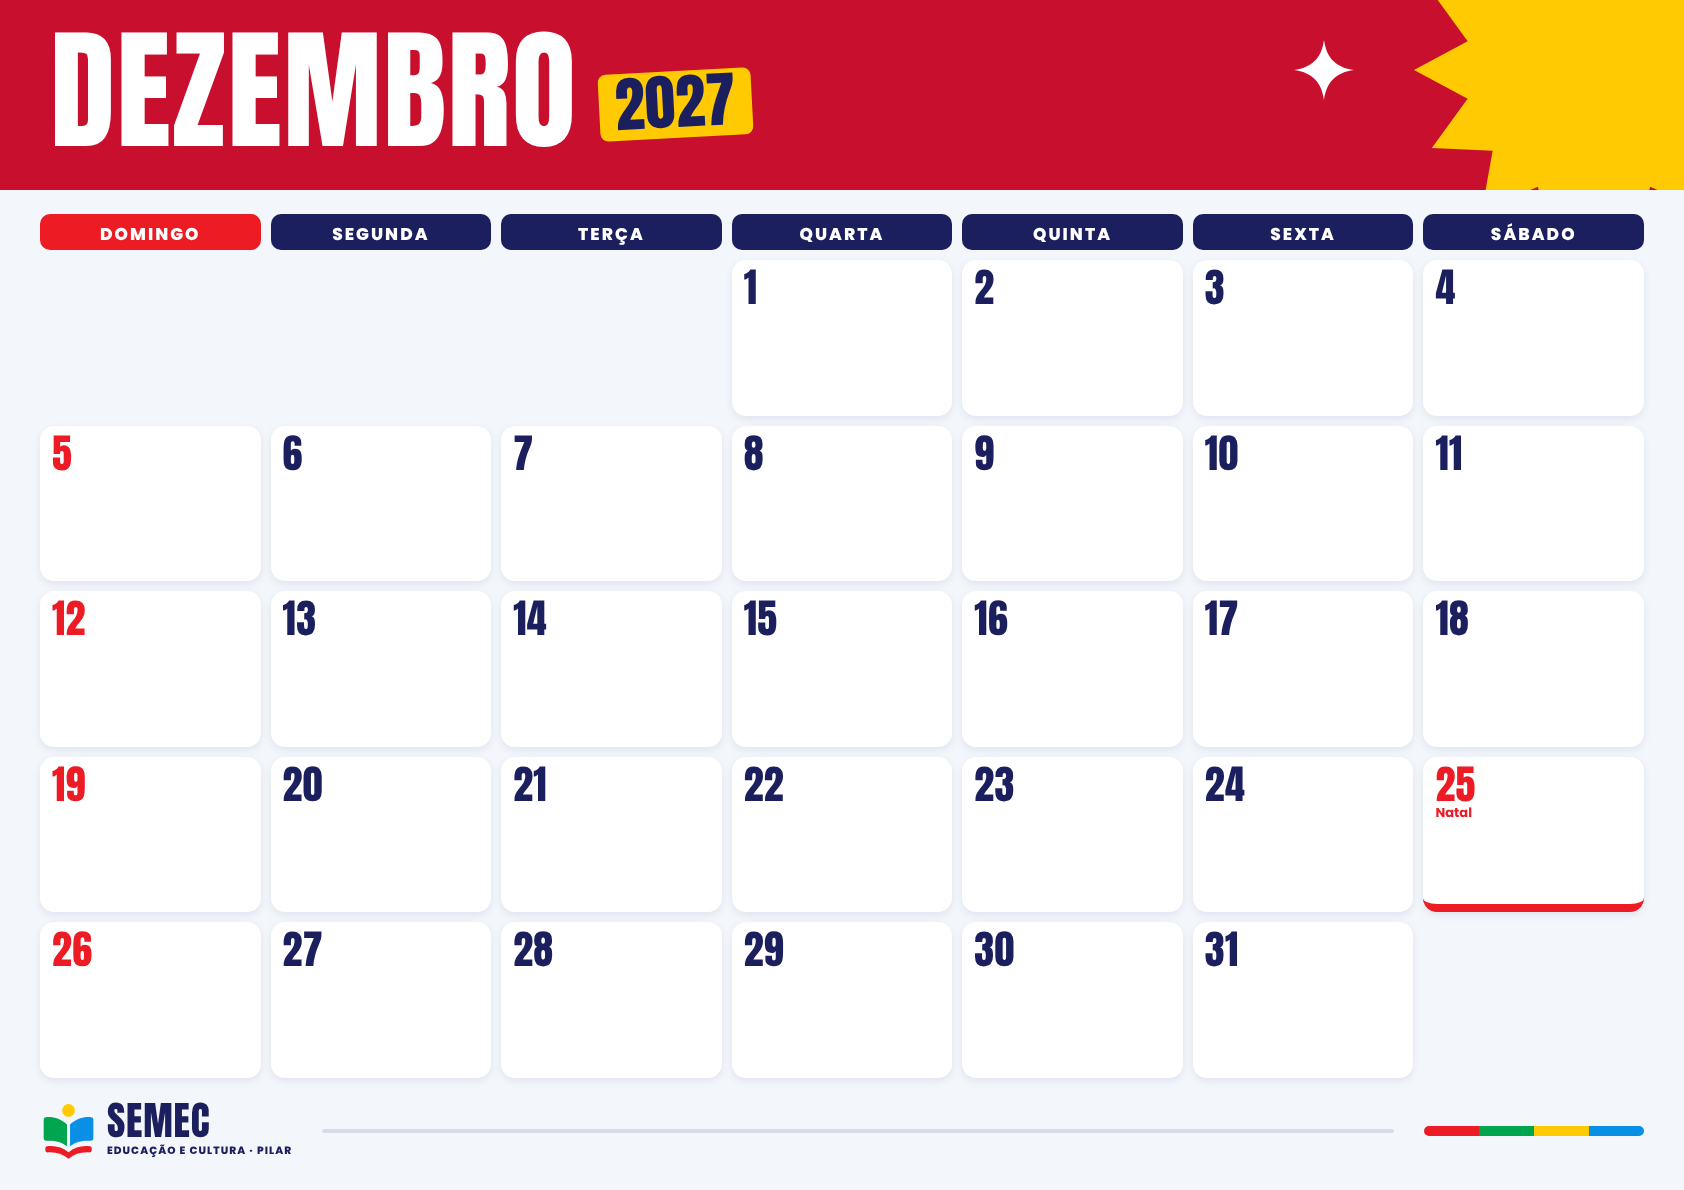 DEZEMBRO 2027
DOMINGO SEGUNDA TERÇA QUARTA QUINTA SEXTA SÁBADO
1 2 3 4
5 6 7 8 9 10 11
12 13 14 15 16 17 18
19 20 21 22 23 24 25
Natal
26 27 28 29 30 31
SEMEC
EDUCAÇÃO E CULTURA · PILAR